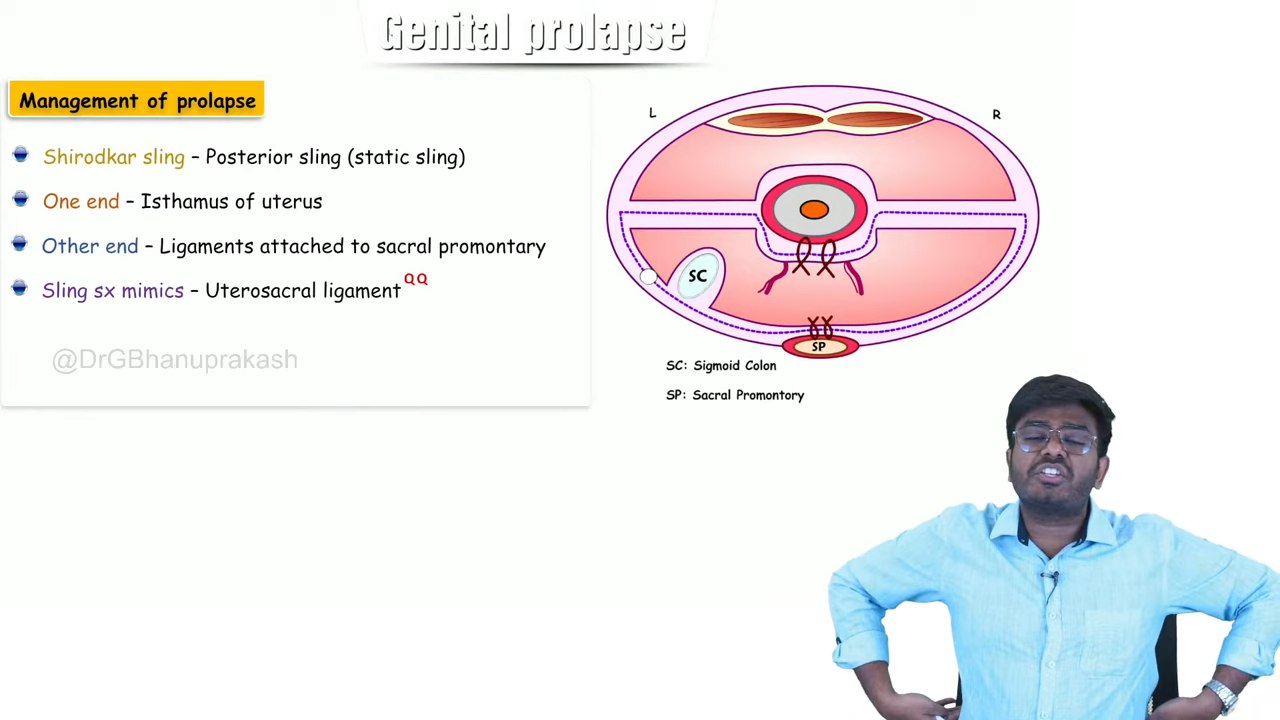 Genital prolapse
Management of prolapse
Shirodkar sling – Posterior sling (static sling)
One end – Isthamus of uterus
Other end – Ligaments attached to sacral promontary
Sling sx mimics – Uterosacral ligament QQ
@DrGBhanuprakash
L
R
SC
SP
SC: Sigmoid Colon
SP: Sacral Promontory